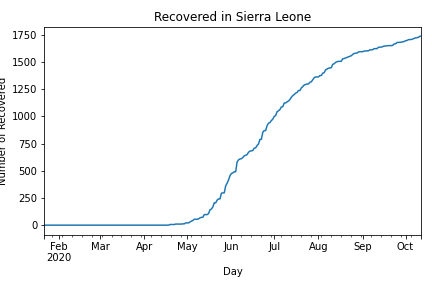 Recovered in Sierra Leone
Number of Recovered
1750
1500
1250
1000
750
500
250
0
Feb Mar Apr May Jun Jul Aug Sep Oct
2020
Day